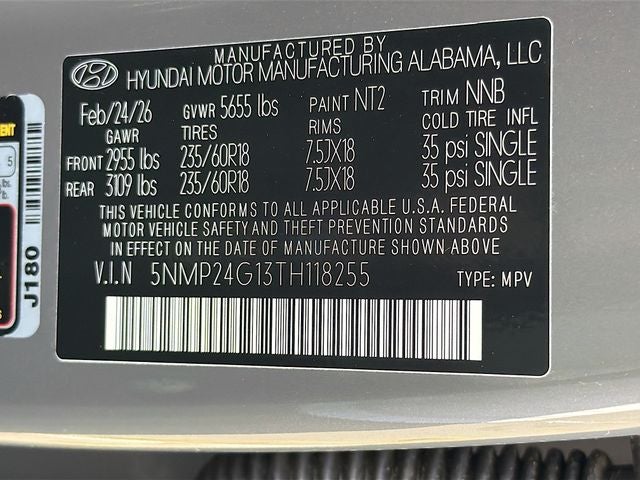 MANUFACTURED BY
HYUNDAI MOTOR MANUFACTURING ALABAMA, LLC
Feb/24/26 GVWR 5655 lbs PAINT NT2 TRIM NNB
GAWR TIRES RIMS COLD TIRE INFL
FRONT 2955 lbs 235/60R18 7.5JX18 35 psi SINGLE
REAR 3109 lbs 235/60R18 7.5JX18 35 psi SINGLE
THIS VEHICLE CONFORMS TO ALL APPLICABLE U.S.A. FEDERAL
MOTOR VEHICLE SAFETY AND THEFT PREVENTION STANDARDS
IN EFFECT ON THE DATE OF MANUFACTURE SHOWN ABOVE.
V.I.N 5NMP24G13TH118255 TYPE: MPV
5
J180